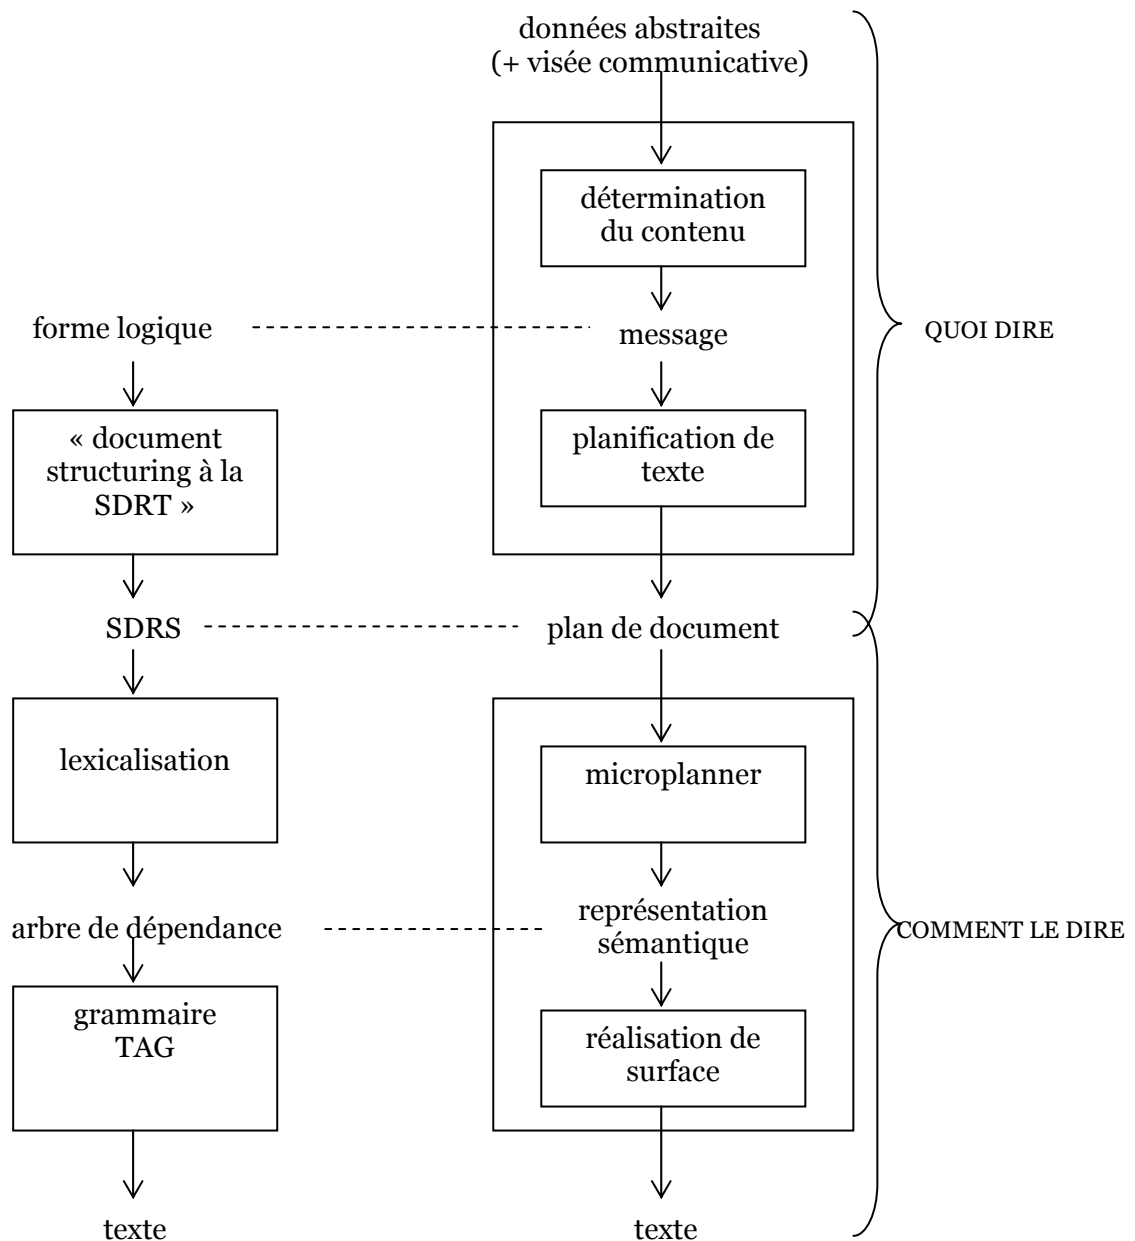 données abstraites
(+ visée communicative)
détermination
du contenu
forme logique
message
QUOI DIRE
« document
structuring à la
SDRT »
planification de
texte
SDRS
plan de document
lexicalisation
microplanner
arbre de dépendance
représentation
sémantique
COMMENT LE DIRE
grammaire
TAG
réalisation de
surface
texte
texte